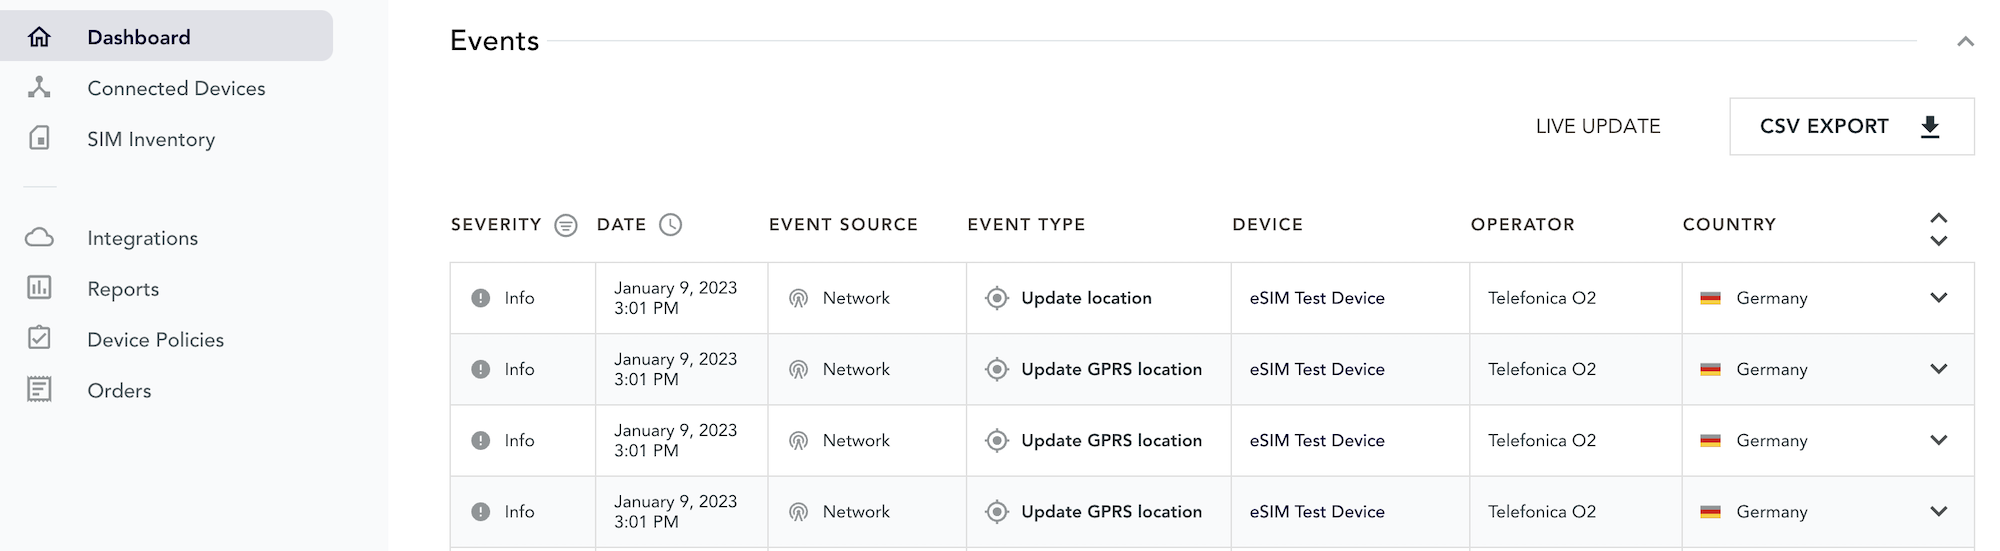 Dashboard
Connected Devices
SIM Inventory
Integrations
Reports
Device Policies
Orders
Events
LIVE UPDATE
CSV EXPORT
SEVERITY DATE EVENT SOURCE EVENT TYPE DEVICE OPERATOR COUNTRY
Info January 9, 2023 3:01 PM Network Update location eSIM Test Device Telefonica O2 Germany
Info January 9, 2023 3:01 PM Network Update GPRS location eSIM Test Device Telefonica O2 Germany
Info January 9, 2023 3:01 PM Network Update GPRS location eSIM Test Device Telefonica O2 Germany
Info January 9, 2023 3:01 PM Network Update GPRS location eSIM Test Device Telefonica O2 Germany